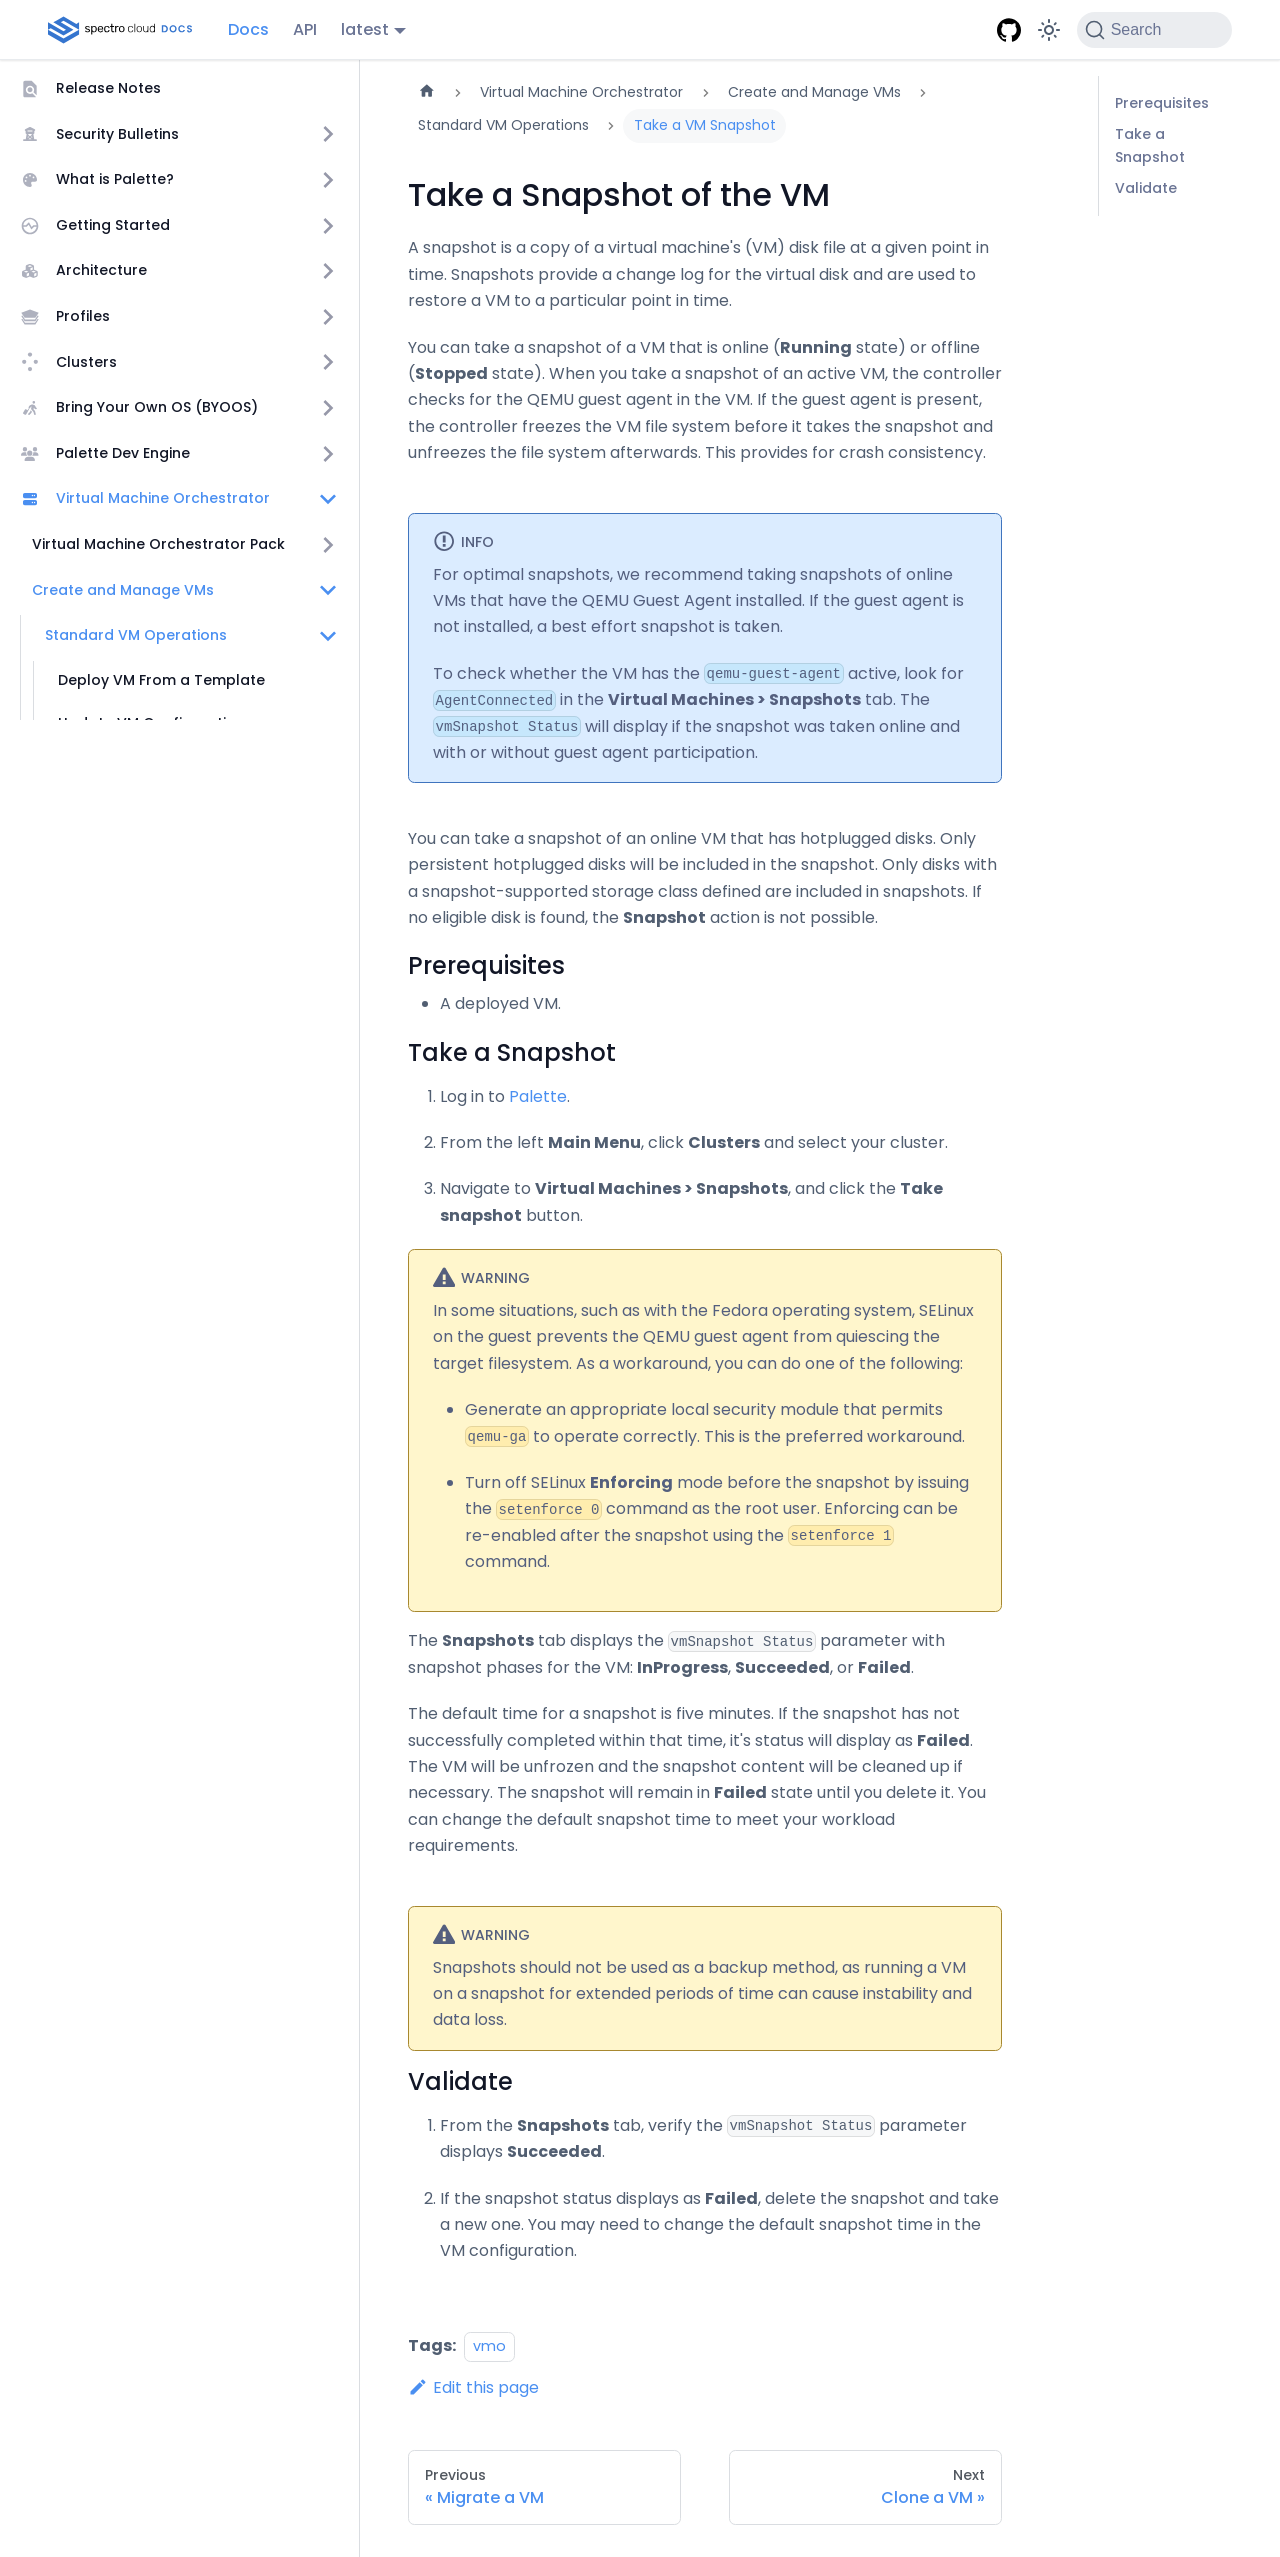 spectro cloud DOCS
Docs
API
latest
Search
Release Notes
Security Bulletins
What is Palette?
Getting Started
Architecture
Profiles
Clusters
Bring Your Own OS (BYOOS)
Palette Dev Engine
Virtual Machine Orchestrator
Virtual Machine Orchestrator Pack
Create and Manage VMs
Standard VM Operations
Deploy VM From a Template
Virtual Machine Orchestrator
Create and Manage VMs
Standard VM Operations
Take a VM Snapshot
Take a Snapshot of the VM
A snapshot is a copy of a virtual machine's (VM) disk file at a given point in
time. Snapshots provide a change log for the virtual disk and are used to
restore a VM to a particular point in time.
You can take a snapshot of a VM that is online (Running state) or offline
(Stopped state). When you take a snapshot of an active VM, the controller
checks for the QEMU guest agent in the VM. If the guest agent is present,
the controller freezes the VM file system before it takes the snapshot and
unfreezes the file system afterwards. This provides for crash consistency.
INFO
For optimal snapshots, we recommend taking snapshots of online
VMs that have the QEMU Guest Agent installed. If the guest agent is
not installed, a best effort snapshot is taken.
To check whether the VM has the qemu-guest-agent active, look for
AgentConnected in the Virtual Machines > Snapshots tab. The
vmSnapshot Status will display if the snapshot was taken online and
with or without guest agent participation.
You can take a snapshot of an online VM that has hotplugged disks. Only
persistent hotplugged disks will be included in the snapshot. Only disks with
a snapshot-supported storage class defined are included in snapshots. If
no eligible disk is found, the Snapshot action is not possible.
Prerequisites
• A deployed VM.
Take a Snapshot
1. Log in to Palette.
2. From the left Main Menu, click Clusters and select your cluster.
3. Navigate to Virtual Machines > Snapshots, and click the Take
snapshot button.
WARNING
In some situations, such as with the Fedora operating system, SELinux
on the guest prevents the QEMU guest agent from quiescing the
target filesystem. As a workaround, you can do one of the following:
• Generate an appropriate local security module that permits
qemu-ga to operate correctly. This is the preferred workaround.
• Turn off SELinux Enforcing mode before the snapshot by issuing
the setenforce 0 command as the root user. Enforcing can be
re-enabled after the snapshot using the setenforce 1
command.
The Snapshots tab displays the vmSnapshot Status parameter with
snapshot phases for the VM: InProgress, Succeeded, or Failed.
The default time for a snapshot is five minutes. If the snapshot has not
successfully completed within that time, it's status will display as Failed.
The VM will be unfrozen and the snapshot content will be cleaned up if
necessary. The snapshot will remain in Failed state until you delete it. You
can change the default snapshot time to meet your workload
requirements.
WARNING
Snapshots should not be used as a backup method, as running a VM
on a snapshot for extended periods of time can cause instability and
data loss.
Validate
1. From the Snapshots tab, verify the vmSnapshot Status parameter
displays Succeeded.
2. If the snapshot status displays as Failed, delete the snapshot and take
a new one. You may need to change the default snapshot time in the
VM configuration.
Tags: vmo
Edit this page
Previous
« Migrate a VM
Next
Clone a VM »
Prerequisites
Take a
Snapshot
Validate